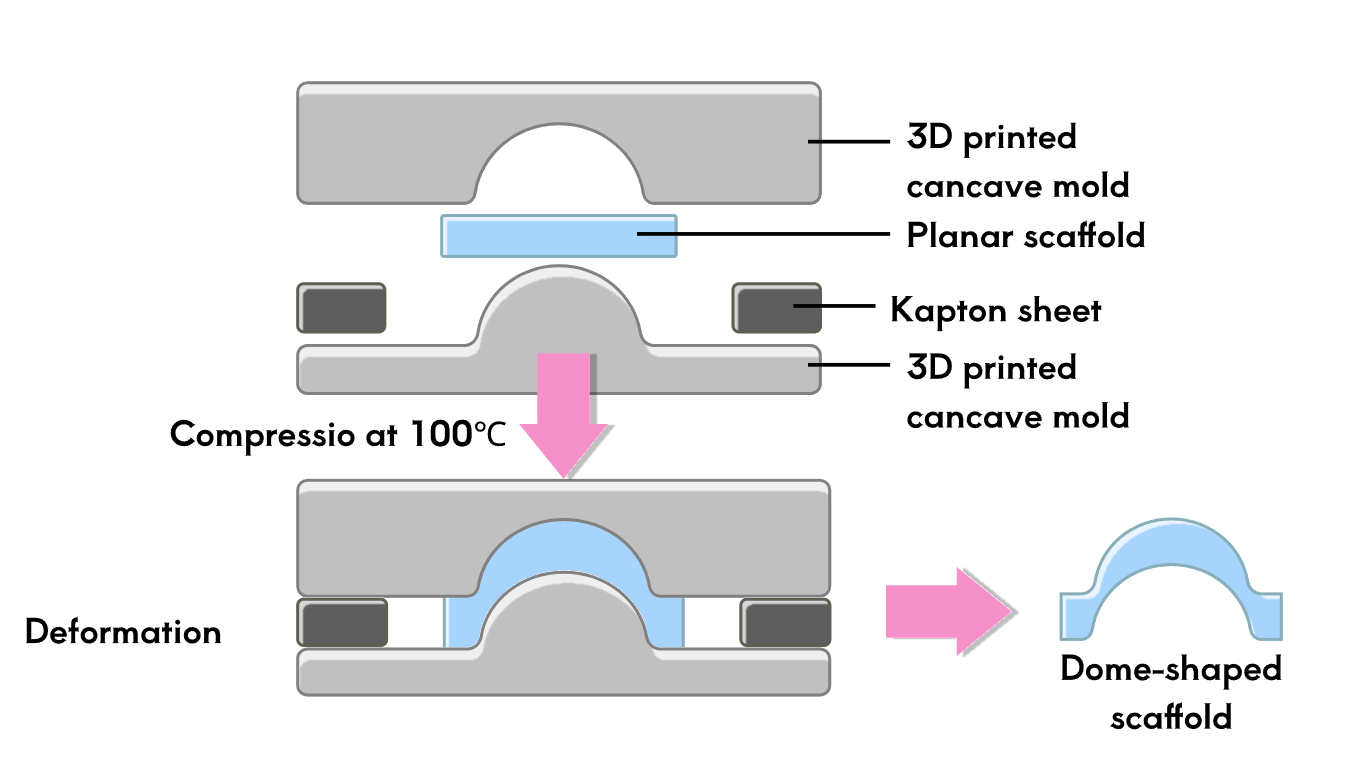 3D printed
cancave mold
Planar scaffold
Kapton sheet
3D printed
cancave mold
Compressio at 100℃
Deformation
Dome-shaped
scaffold